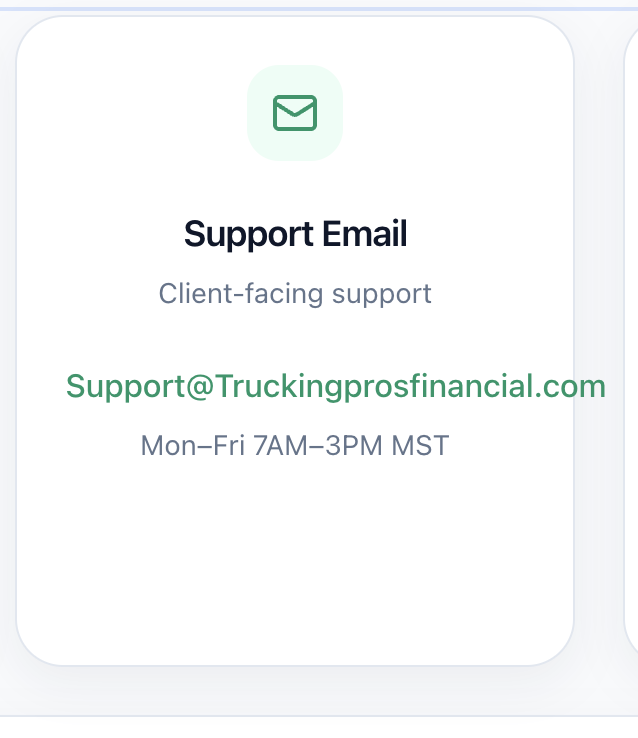 Support Email
Client-facing support
Support@Truckingprosfinancial.com
Mon–Fri 7AM–3PM MST